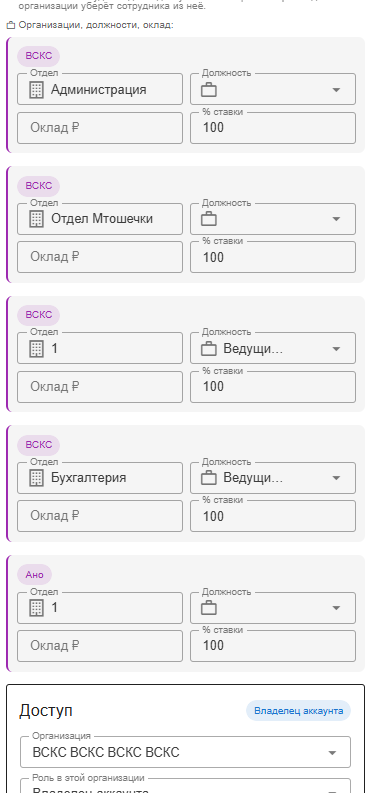 организации уберёт сотрудника из неё.
Организации, должности, оклад:
ВСКС
Отдел
Администрация
Должность
Оклад ₽
% ставки
100
ВСКС
Отдел
Отдел Мтошечки
Должность
Оклад ₽
% ставки
100
ВСКС
Отдел
1
Должность
Ведущи...
Оклад ₽
% ставки
100
ВСКС
Отдел
Бухгалтерия
Должность
Ведущи...
Оклад ₽
% ставки
100
Ано
Отдел
1
Должность
Оклад ₽
% ставки
100
Доступ
Владелец аккаунта
Организация
ВСКС ВСКС ВСКС ВСКС
Роль в этой организации
Владелец аккаунта